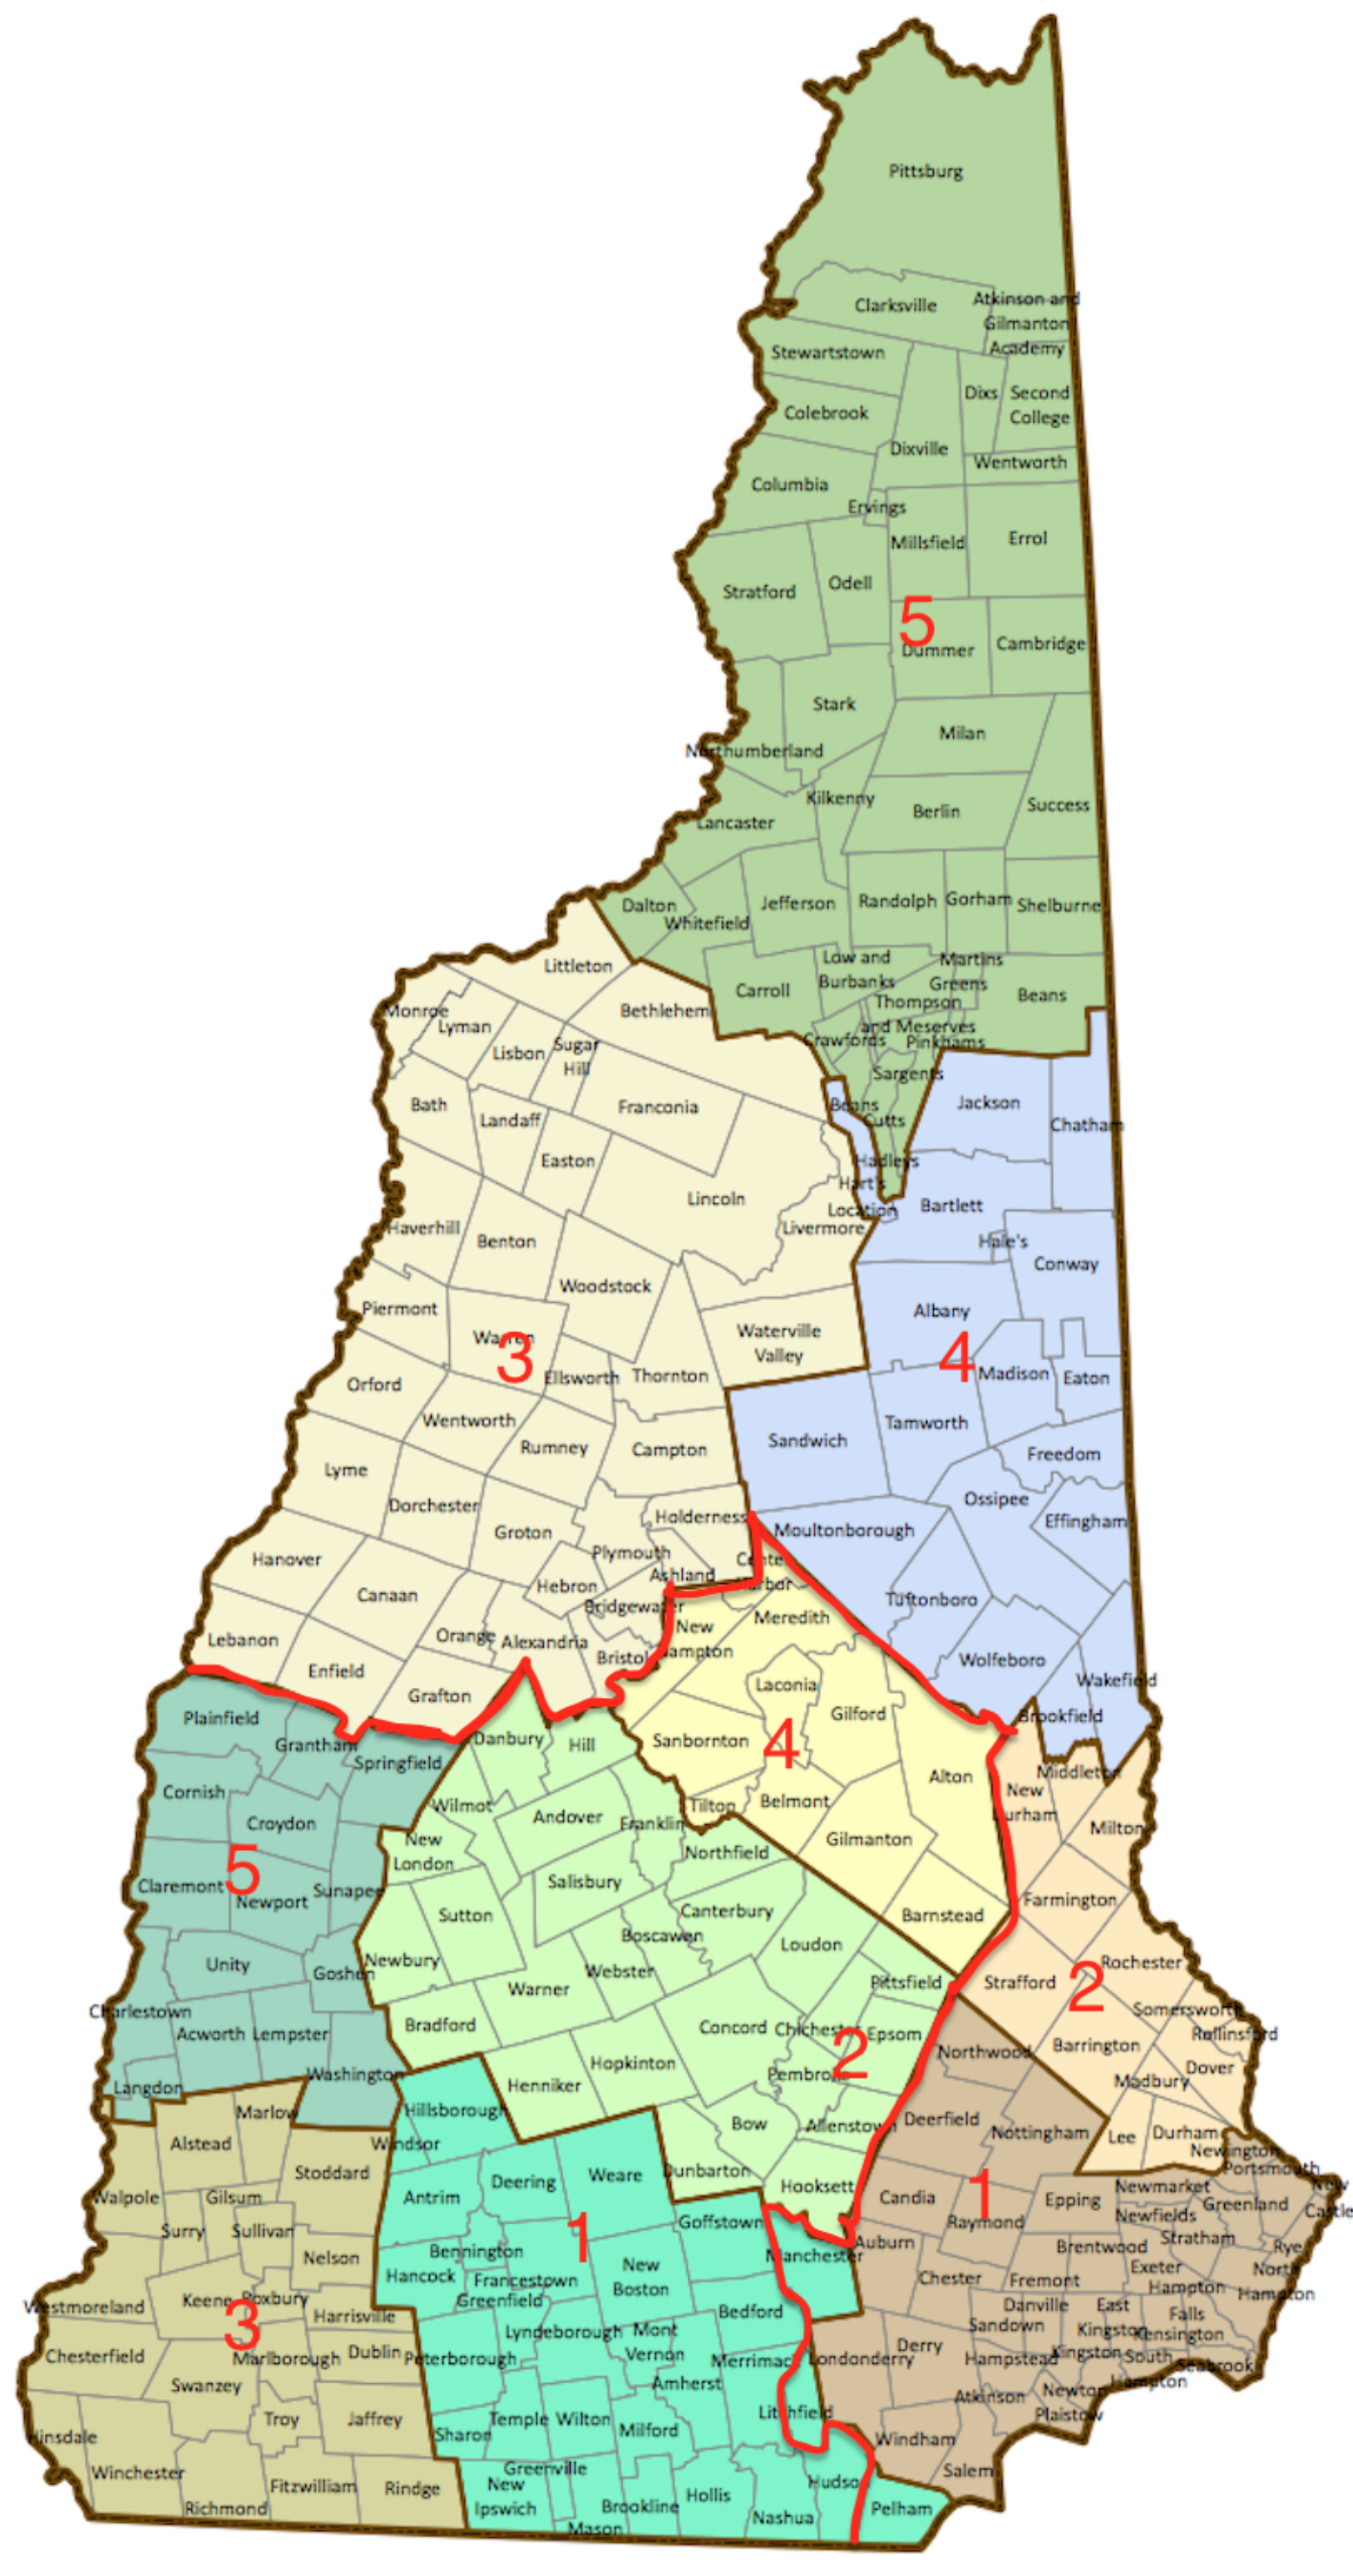 Pittsburg
Clarksville
Atkinson and
Gilmanton
Academy
Stewartstown
Dixs
Second
College
Colebrook
Dixville
Wentworth
Columbia
Ervings
Millsfield
Errol
Stratford
Odell
5
Dummer
Cambridge
Stark
Milan
Northumberland
Kilkenny
Berlin
Success
Lancaster
Dalton
Whitefield
Jefferson
Randolph
Gorham
Shelburne
Littleton
Carroll
Low and
Burbanks
Martins
Greens
Beans
Thompson
and Meserves
Bethlehem
Monroe
Lyman
Crawfords
Pinkhams
Lisbon
Sugar
Hill
Sargents
Bath
Landaff
Franconia
Beans
Cutts
Jackson
Chatham
Easton
Hadleys
Hart's
Location
Lincoln
Livermore
Bartlett
Haverhill
Benton
Hale's
Conway
Woodstock
Piermont
Warren
3
Waterville
Valley
Albany
4
Madison
Eaton
Orford
Ellsworth
Thornton
Wentworth
Rumney
Campton
Sandwich
Tamworth
Freedom
Lyme
Dorchester
Groton
Holderness
Moultonborough
Ossipee
Effingham
Hanover
Canaan
Plymouth
Ashland
Hebron
Bridgewater
Tuftonboro
Meredith
New
Lebanon
Enfield
Orange
Alexandria
Bristol
Wolfeboro
Wakefield
Grafton
Laconia
Gilford
Brookfield
Plainfield
Grantham
Springfield
Danbury
Hill
Sanbornton
4
Alton
Middleton
New
Durham
Cornish
Croydon
Wilmot
Andover
Franklin
Tilton
Belmont
Gilmanton
Milton
New
London
Northfield
Claremont
5
Newport
Sunapee
Salisbury
Farmington
Sutton
Canterbury
Boscawen
Loudon
Barnstead
Unity
Goshen
Newbury
Webster
Warner
Pittsfield
Strafford
2
Rochester
Charlestown
Acworth
Lempster
Bradford
Concord
Chichester
2
Epsom
Northwood
Barrington
Somersworth
Rollinsford
Hopkinton
Pembroke
Madbury
Dover
Langdon
Washington
Henniker
Marlow
Hillsborough
Bow
Allenstown
Deerfield
Nottingham
Lee
Durham
Alstead
Windsor
Newington
Stoddard
Deering
Weare
Dunbarton
Hooksett
Portsmouth
Walpole
Gilsum
Antrim
Candia
1
Raymond
Epping
Newmarket
Greenland
New
Castle
Surry
Sullivan
Nelson
Bennington
1
Goffstown
Manchester
Auburn
Newfields
Stratham
Brentwood
Rye
Hancock
Francestown
Greenfield
New
Boston
Chester
Fremont
Exeter
North
Hampton
Westmoreland
Keene
Roxbury
Harrisville
Bedford
Danville
East
Kingston
Hampton
Falls
Sandown
Kensington
3
Chesterfield
Marlborough
Dublin
Peterborough
Lyndeborough
Mont
Vernon
Merrimack
Londonderry
Derry
Hampstead
Kingston
South
Hampton
Seabrook
Swanzey
Amherst
Atkinson
Newton
Plaistow
Troy
Jaffrey
Sharon
Temple
Wilton
Milford
Litchfield
Windham
Hinsdale
Winchester
Fitzwilliam
Rindge
Greenville
New
Ipswich
Salem
Richmond
Brookline
Hollis
Hudson
Nashua
Pelham
Mason